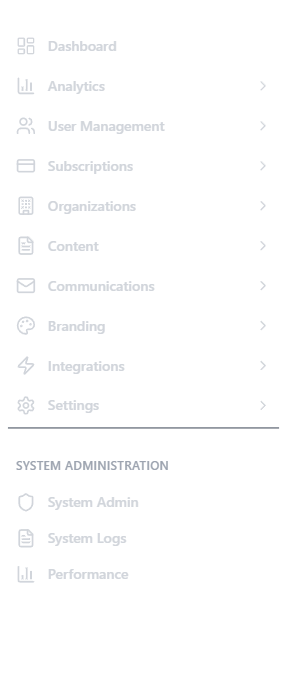 Dashboard
Analytics
User Management
Subscriptions
Organizations
Content
Communications
Branding
Integrations
Settings
SYSTEM ADMINISTRATION
System Admin
System Logs
Performance